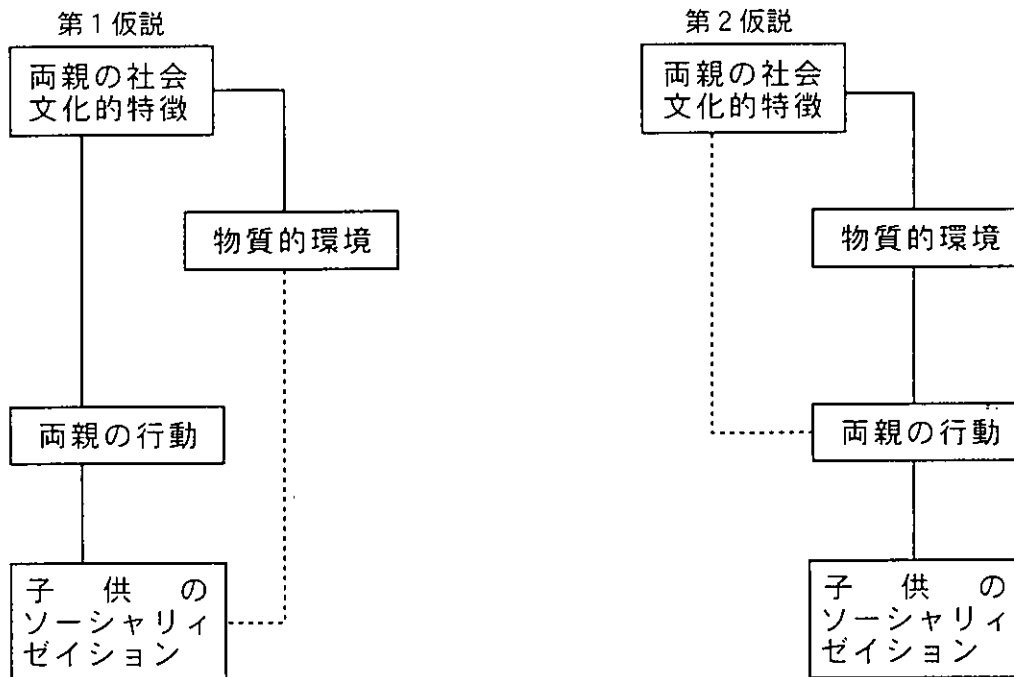 第1仮説
両親の社会
文化的特徴
物質的環境
両親の行動
子供の
ソーシャリィ
ゼイション
第2仮説
両親の社会
文化的特徴
物質的環境
両親の行動
子供の
ソーシャリィ
ゼイション